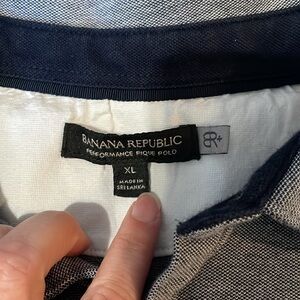 BANANA REPUBLIC
PERFORMANCE PIQUE POLO
BR+
XL
MADE IN
SRI LANKA